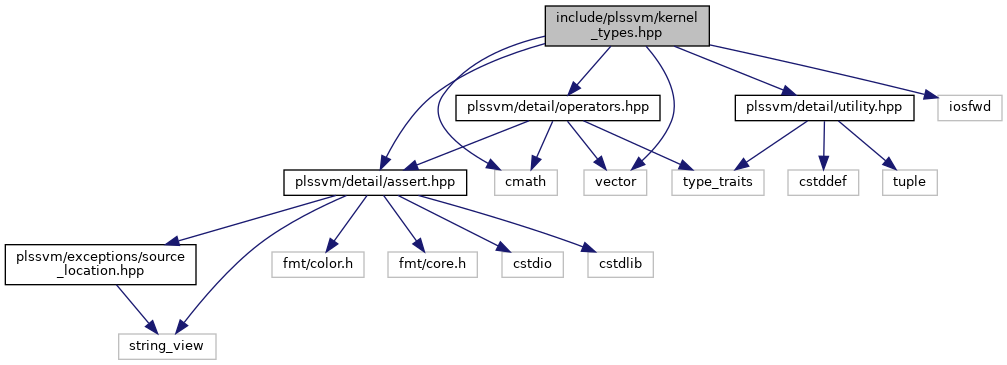 include/plssvm/kernel
_types.hpp
plssvm/detail/operators.hpp
plssvm/detail/utility.hpp
iosfwd
plssvm/detail/assert.hpp
cmath
vector
type_traits
cstddef
tuple
plssvm/exceptions/source
_location.hpp
fmt/color.h
fmt/core.h
cstdio
cstdlib
string_view